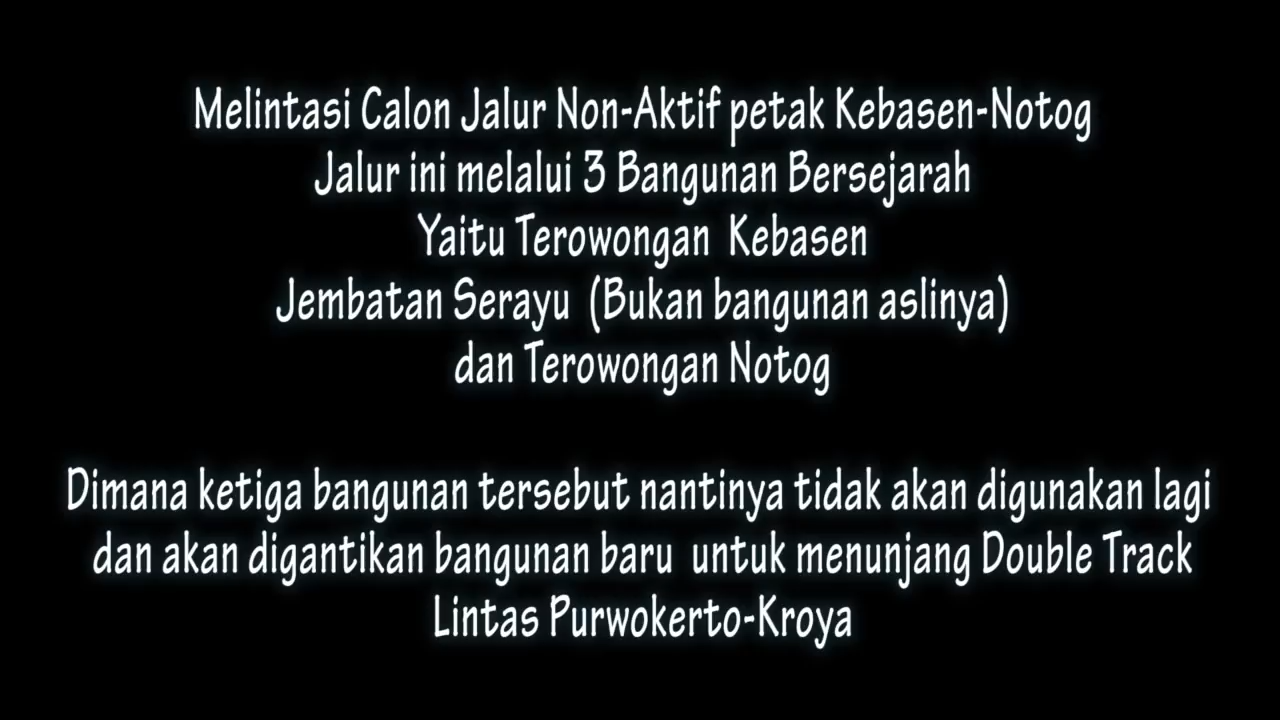 Melintasi Calon Jalur Non-Aktif petak Kebasen-Notog
Jalur ini melalui 3 Bangunan Bersejarah
Yaitu Terowongan Kebasen
Jembatan Serayu (Bukan bangunan aslinya)
dan Terowongan Notog
Dimana ketiga bangunan tersebut nantinya tidak akan digunakan lagi
dan akan digantikan bangunan baru untuk menunjang Double Track
Lintas Purwokerto-Kroya